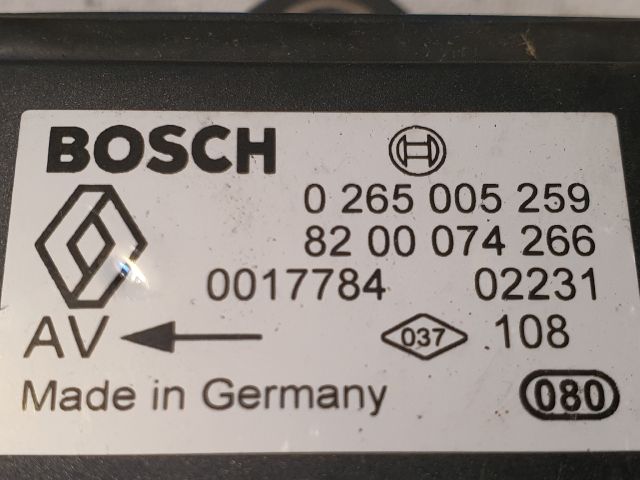 BOSCH
0 265 005 259
82 00 074 266
0017784 02231
AV 037 108
Made in Germany 080